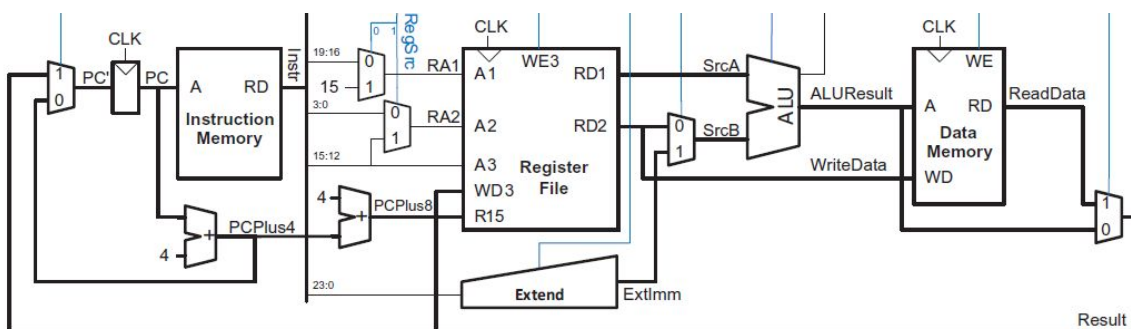 CLK
PC'
PC
1
0
A
RD
Instruction
Memory
Instr
4
+
PCPlus4
4
+
PCPlus8
19:16
15
3:0
15:12
23:0
0
1
RegSrc
0
1
RA1
0
1
RA2
CLK
WE3
A1
RD1
A2
RD2
A3
WD3
Register
File
R15
Extend
ExtImm
SrcA
0
1
SrcB
ALU
ALUResult
WriteData
CLK
WE
A
RD
Data
Memory
WD
ReadData
1
0
Result